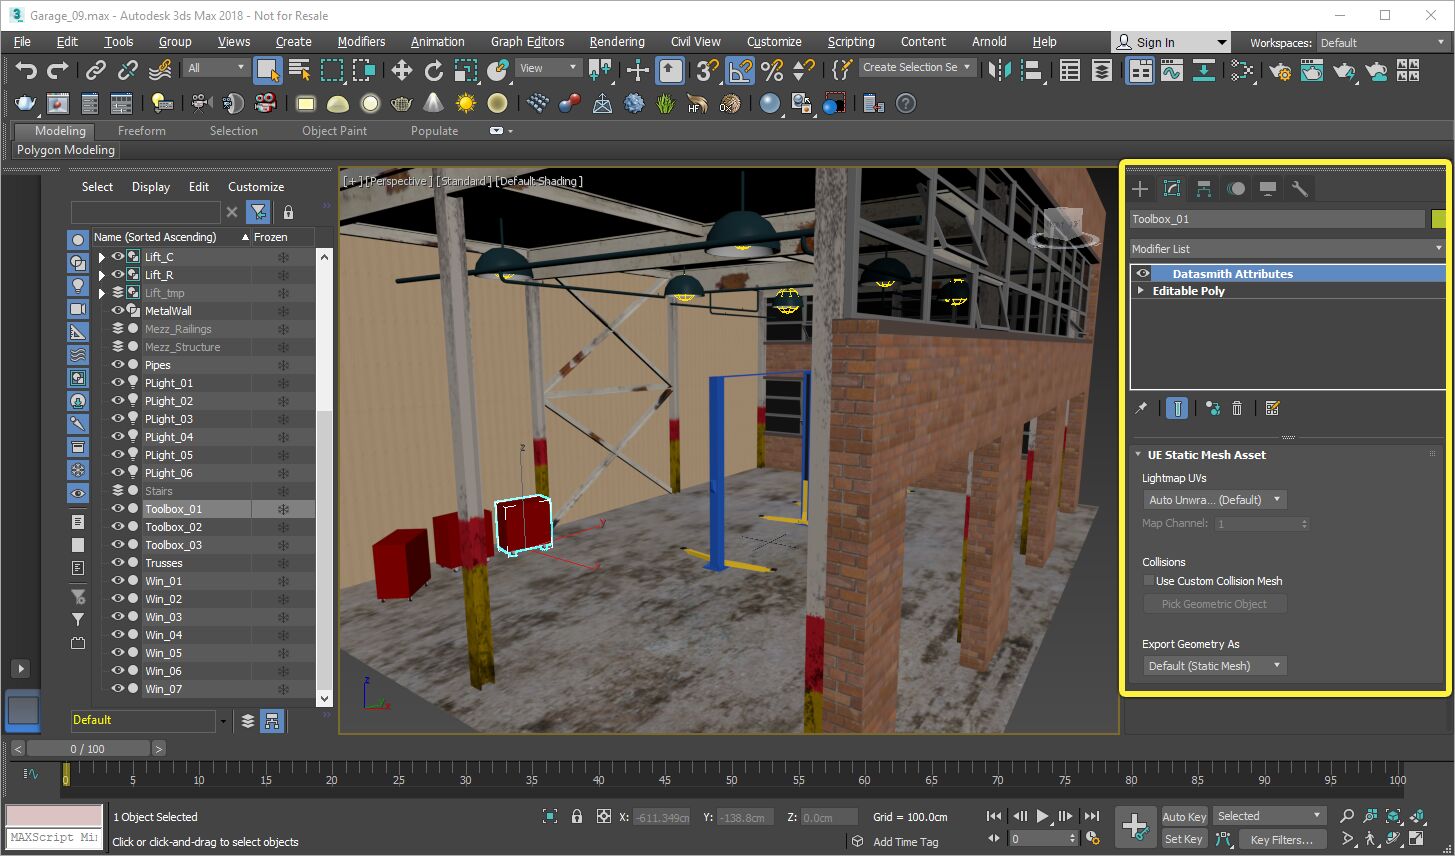 Garage_09.max - Autodesk 3ds Max 2018 - Not for Resale
File Edit Tools Group Views Create Modifiers Animation Graph Editors Rendering Civil View Customize Scripting Content Arnold Help Sign In Workspaces: Default
All View 3 Create Selection Se
HF
Modeling Freeform Selection Object Paint Populate
Polygon Modeling
Select Display Edit Customize
Name (Sorted Ascending) Frozen
Lift_C
Lift_R
Lift_tmp
MetalWall
Mezz_Railings
Mezz_Structure
Pipes
PLight_01
PLight_02
PLight_03
PLight_04
PLight_05
PLight_06
Stairs
Toolbox_01
Toolbox_02
Toolbox_03
Trusses
Win_01
Win_02
Win_03
Win_04
Win_05
Win_06
Win_07
Default
[+] [Perspective] [Standard] [Default Shading]
z
y
x
z
y
x
Toolbox_01
Modifier List
Datasmith Attributes
Editable Poly
UE Static Mesh Asset
Lightmap UVs
Auto Unwra... (Default)
Map Channel: 1
Collisions
Use Custom Collision Mesh
Pick Geometric Object
Export Geometry As
Default (Static Mesh)
< 0 / 100 >
0 5 10 15 20 25 30 35 40 45 50 55 60 65 70 75 80 85 90 95 100
1 Object Selected X: -611.349cm Y: -138.8cm Z: 0.0cm Grid = 100.0cm Auto Key Selected
MAXScript Min Click or click-and-drag to select objects Add Time Tag 0 Set Key Key Filters...